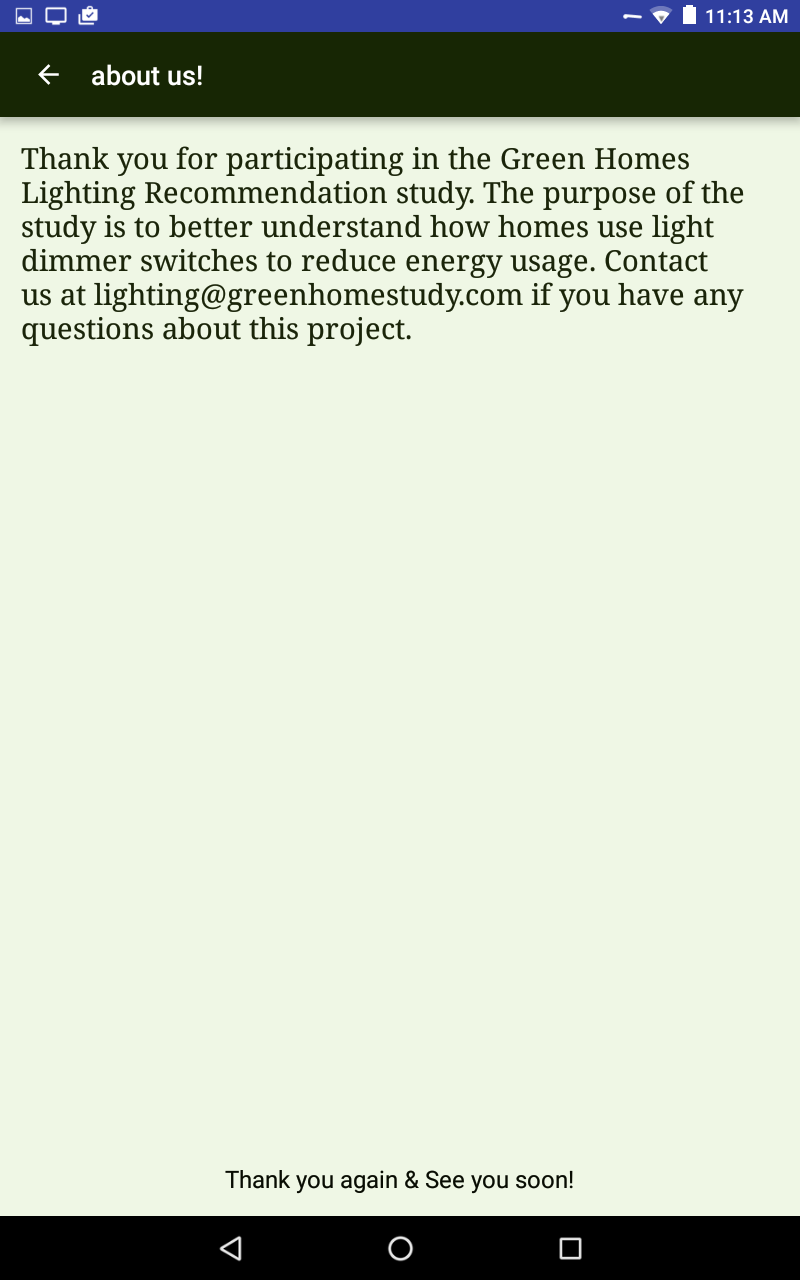 11:13 AM
about us!
Thank you for participating in the Green Homes
Lighting Recommendation study. The purpose of the
study is to better understand how homes use light
dimmer switches to reduce energy usage. Contact
us at lighting@greenhomestudy.com if you have any
questions about this project.
Thank you again & See you soon!